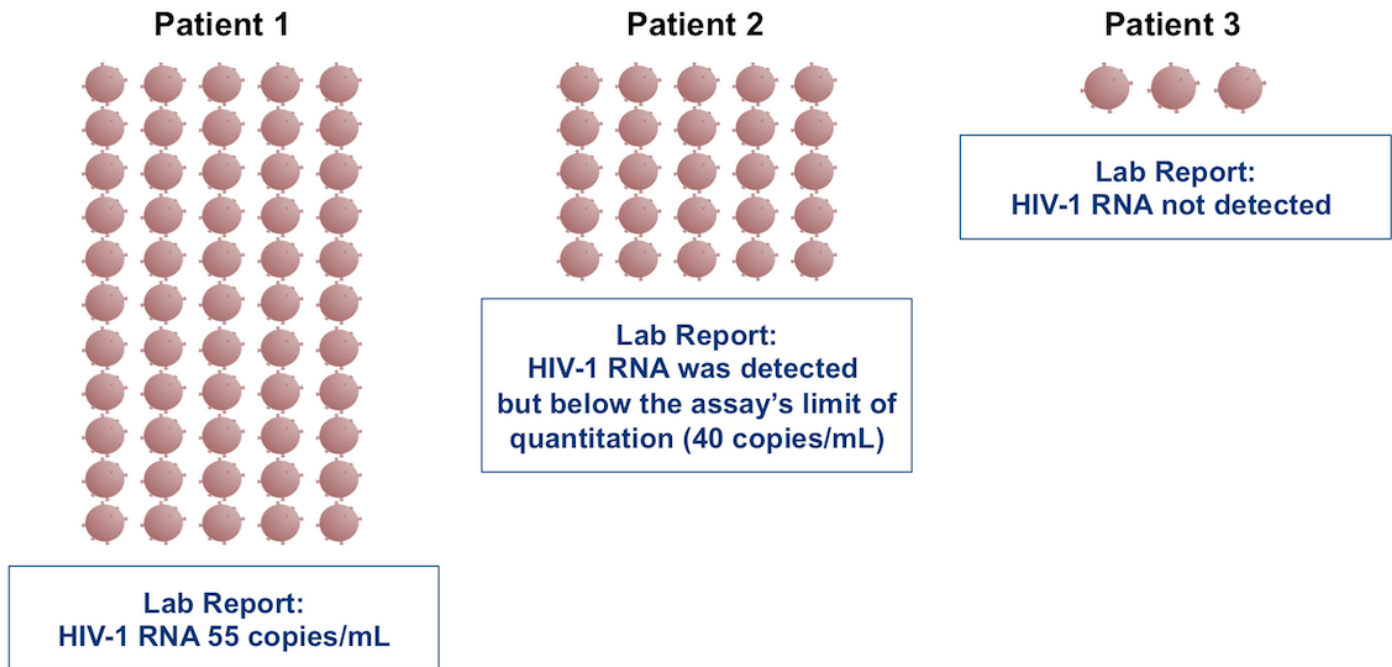 Patient 1
Patient 2
Patient 3
Lab Report:
HIV-1 RNA 55 copies/mL
Lab Report:
HIV-1 RNA was detected
but below the assay’s limit of
quantitation (40 copies/mL)
Lab Report:
HIV-1 RNA not detected